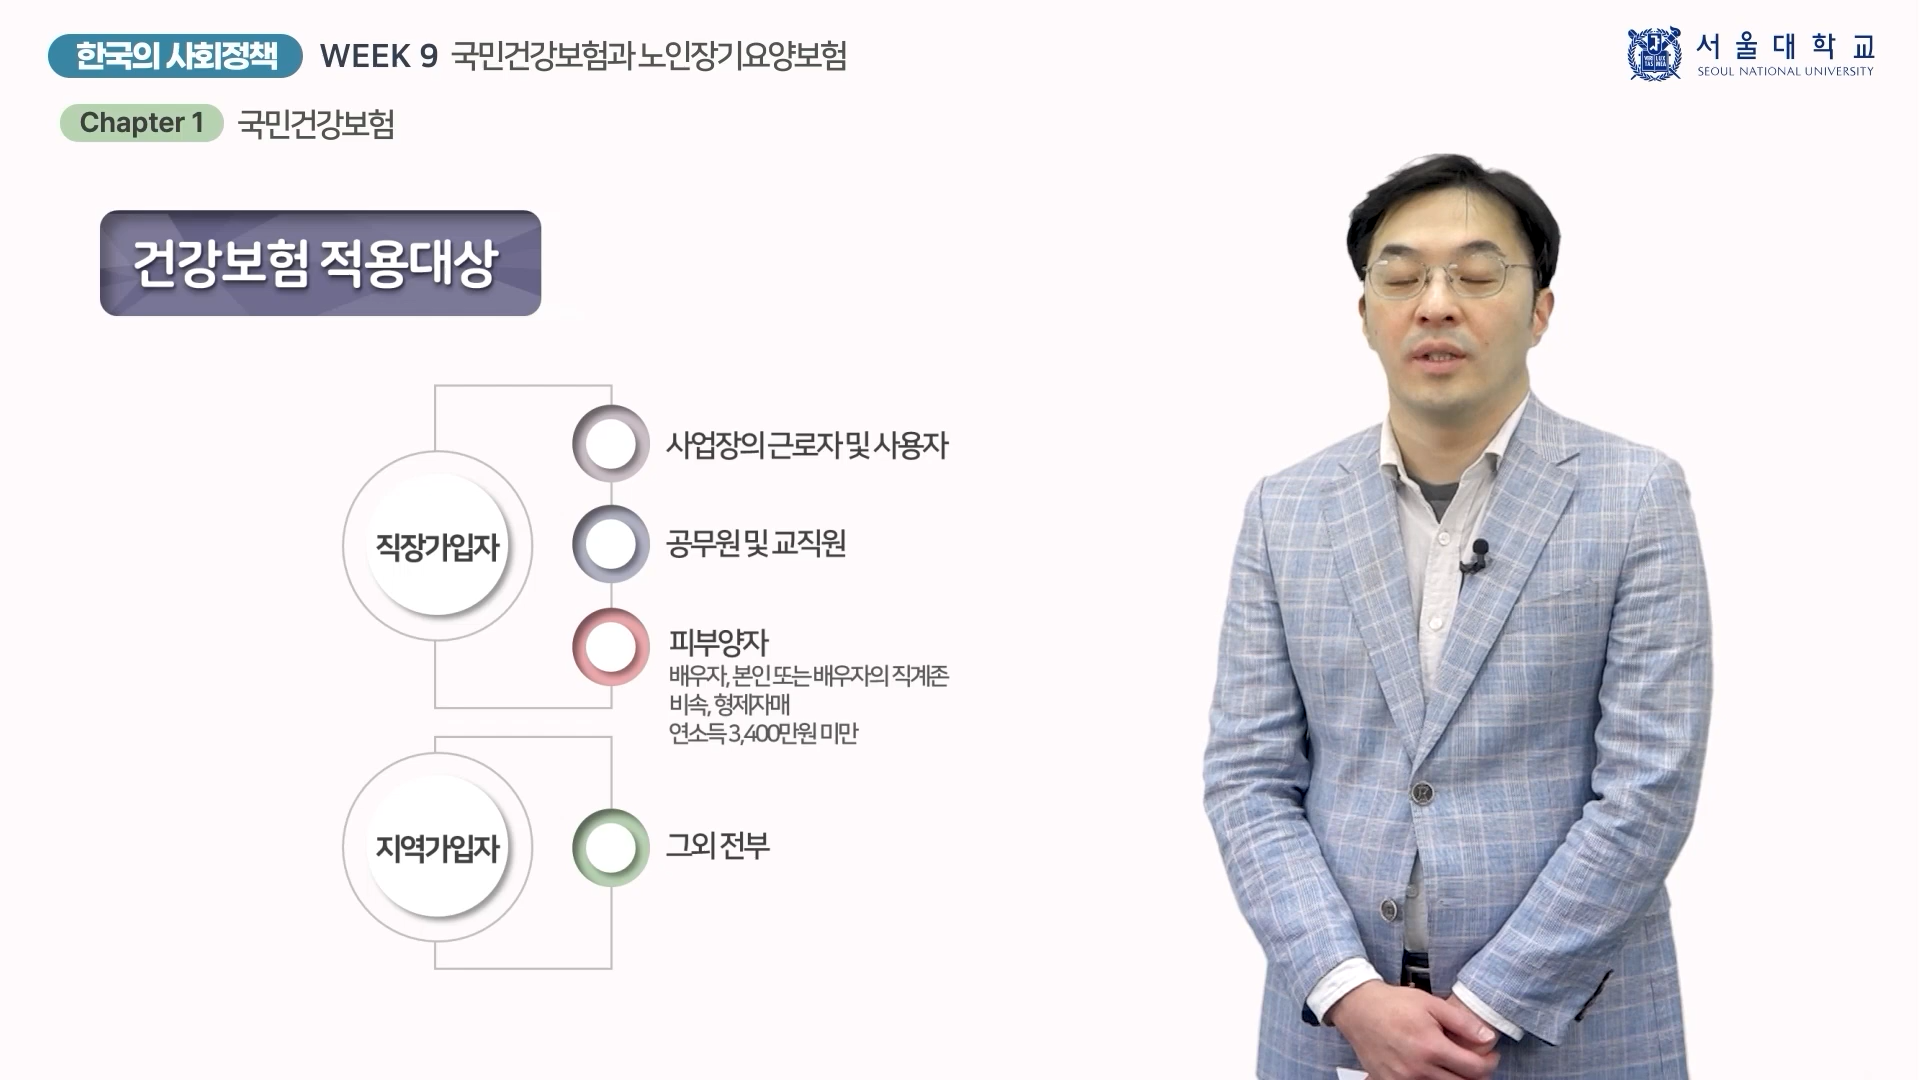 한국의 사회정책 WEEK 9 국민건강보험과 노인장기요양보험
서울대학교
SEOUL NATIONAL UNIVERSITY
Chapter 1 국민건강보험
건강보험 적용대상
직장가입자
사업장의 근로자 및 사용자
공무원 및 교직원
피부양자
배우자, 본인 또는 배우자의 직계존
비속, 형제자매
연소득 3,400만원 미만
지역가입자
그외 전부